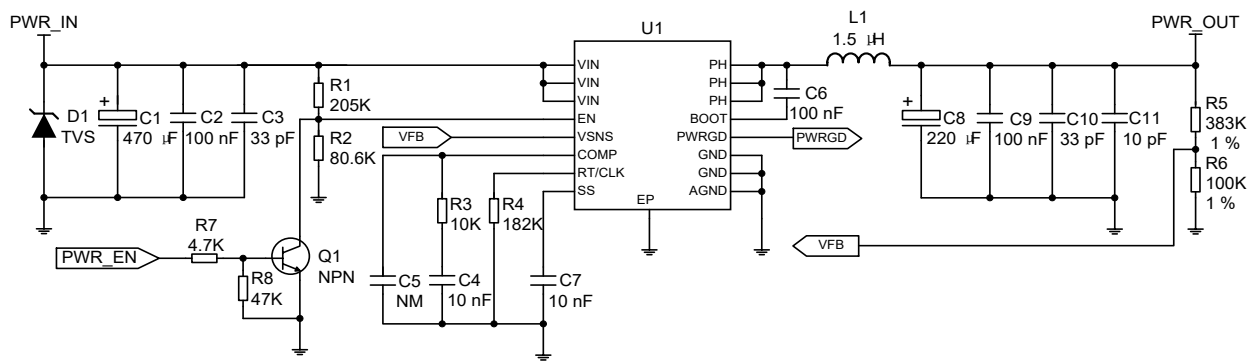 PWR_IN
D1
TVS
C1
470 μF
C2
100 nF
C3
33 pF
R1
205K
R2
80.6K
PWR_EN
R7
4.7K
R8
47K
Q1
NPN
VFB
C5
NM
R3
10K
C4
10 nF
R4
182K
C7
10 nF
U1
VIN
VIN
VIN
EN
VSNS
COMP
RT/CLK
SS
EP
PH
PH
PH
BOOT
PWRGD
GND
GND
AGND
C6
100 nF
PWRGD
L1
1.5 μH
PWR_OUT
C8
220 μF
C9
100 nF
C10
33 pF
C11
10 pF
R5
383K
1 %
R6
100K
1 %
VFB